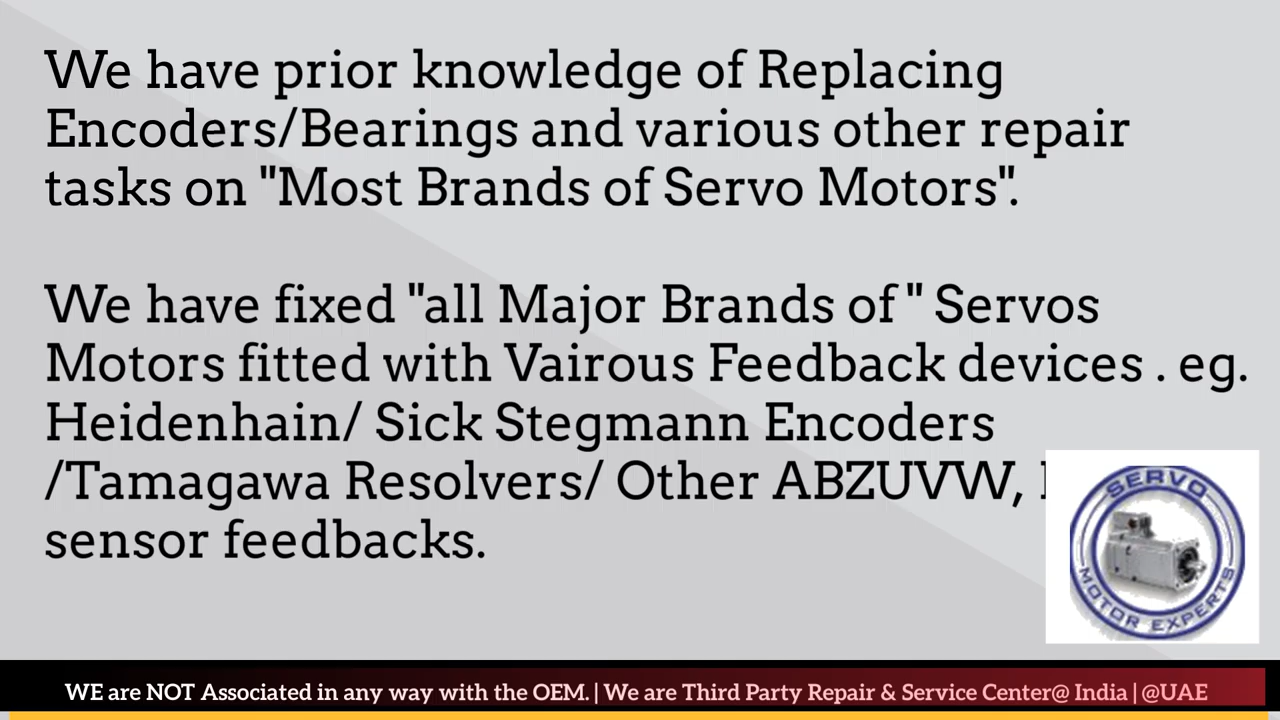 We have prior knowledge of Replacing
Encoders/Bearings and various other repair
tasks on "Most Brands of Servo Motors".
We have fixed "all Major Brands of " Servos
Motors fitted with Vairous Feedback devices . eg.
Heidenhain/ Sick Stegmann Encoders
/Tamagawa Resolvers/ Other ABZUVW,
sensor feedbacks.
SERVO
MOTOR EXPERTS
WE are NOT Associated in any way with the OEM. | We are Third Party Repair & Service Center@ India | @UAE